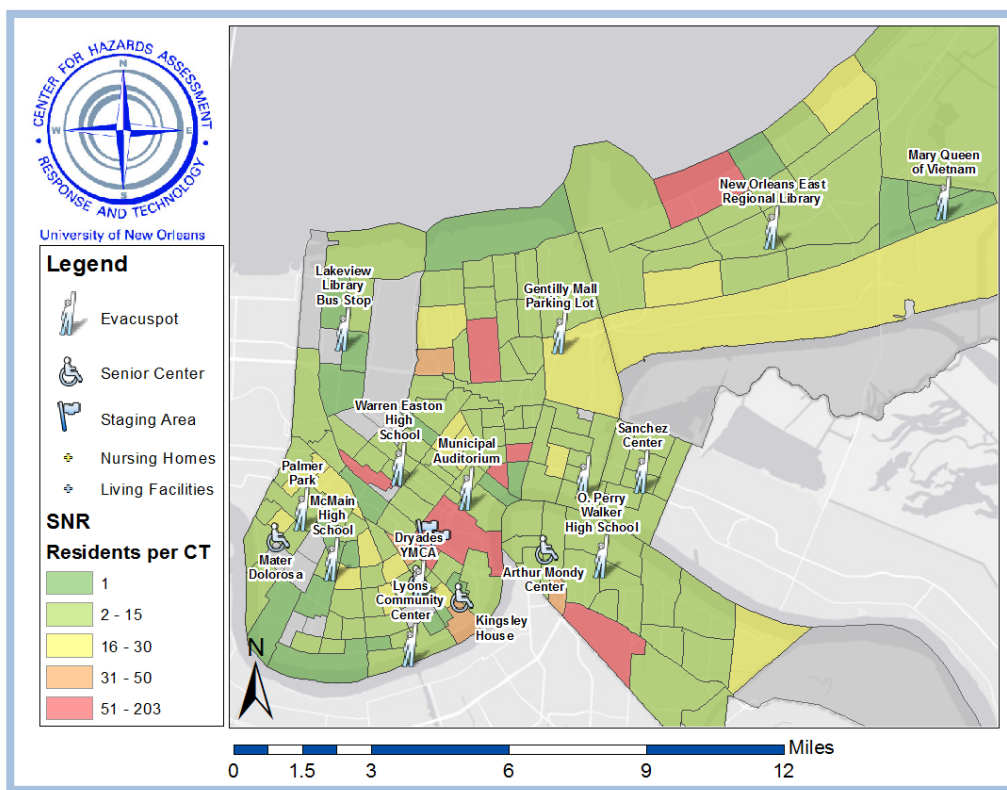 CENTER FOR HAZARDS ASSESSMENT
RESPONSE AND TECHNOLOGY
N
W
E
S
University of New Orleans
Legend
Evacuspot
Senior Center
Staging Area
Nursing Homes
Living Facilities
SNR
Residents per CT
1
2 - 15
16 - 30
31 - 50
51 - 203
Mary Queen
of Vietnam
New Orleans East
Regional Library
Lakeview
Library
Bus Stop
Gentilly Mall
Parking Lot
Warren Easton
High
School
Municipal
Auditorium
Sanchez
Center
Palmer
Park
McMain
High
School
O. Perry
Walker
High School
Mater
Dolorosa
Dryades
YMCA
Arthur Mondy
Center
Lyons
Community
Center
Kingsley
House
N
Miles
0
1.5
3
6
9
12